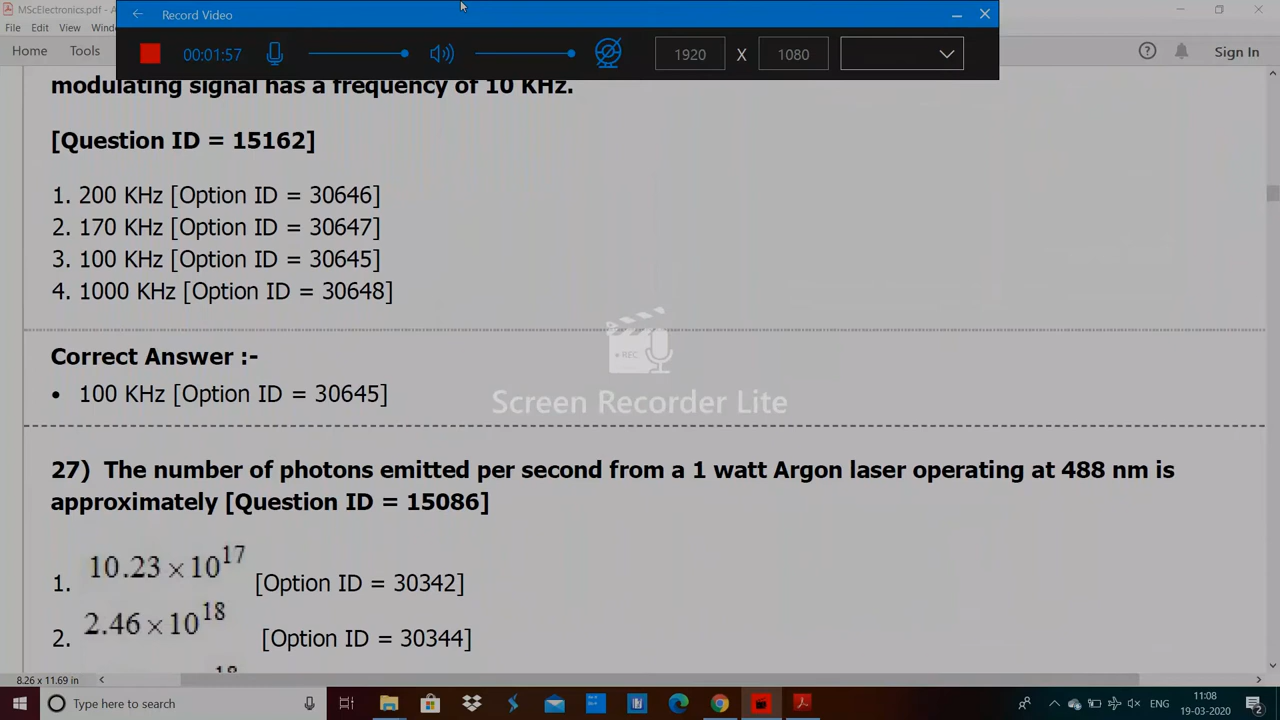 MScElectronics.pdf - A
Record Video
File Edit View Windo
00:01:57
1920 X 1080
Home Tools
Sign In
modulating signal has a frequency of 10 KHz.
[Question ID = 15162]
1. 200 KHz [Option ID = 30646]
2. 170 KHz [Option ID = 30647]
3. 100 KHz [Option ID = 30645]
4. 1000 KHz [Option ID = 30648]
REC
Correct Answer :-
• 100 KHz [Option ID = 30645]
Screen Recorder Lite
27) The number of photons emitted per second from a 1 watt Argon laser operating at 488 nm is
approximately [Question ID = 15086]
1. 10.23 × 10^17 [Option ID = 30342]
2. 2.46 × 10^18 [Option ID = 30344]
18
8.26 x 11.69 in
Type here to search
ENG
11:08
19-03-2020
2